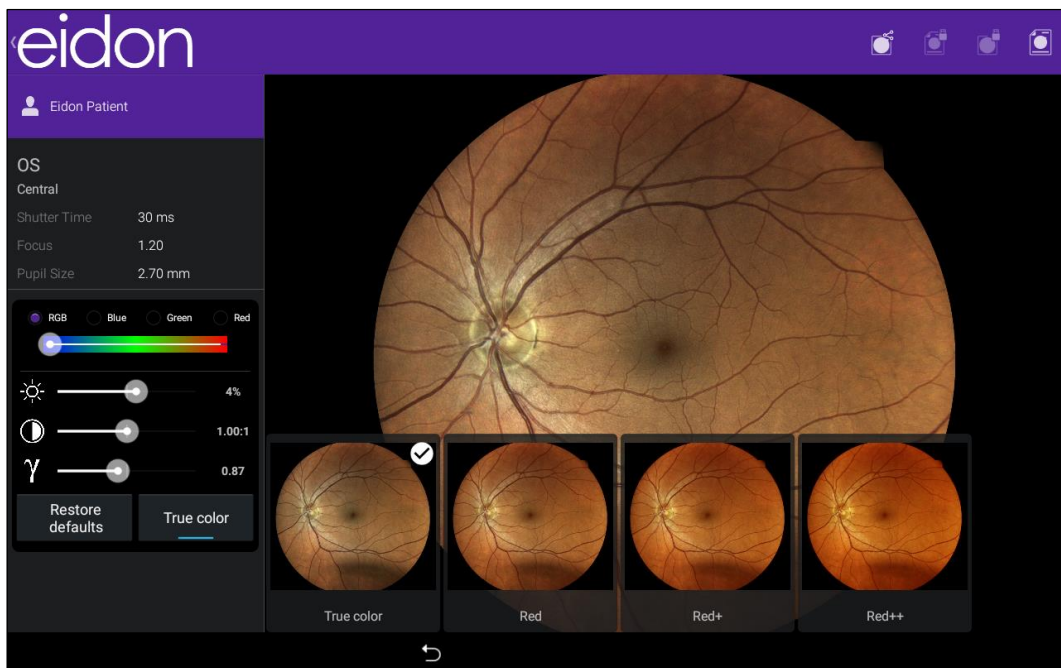 eidon
Eidon Patient
OS
Central
Shutter Time 30 ms
Focus 1.20
Pupil Size 2.70 mm
RGB Blue Green Red
4%
1.00:1
γ 0.87
Restore defaults
True color
True color Red Red+ Red++